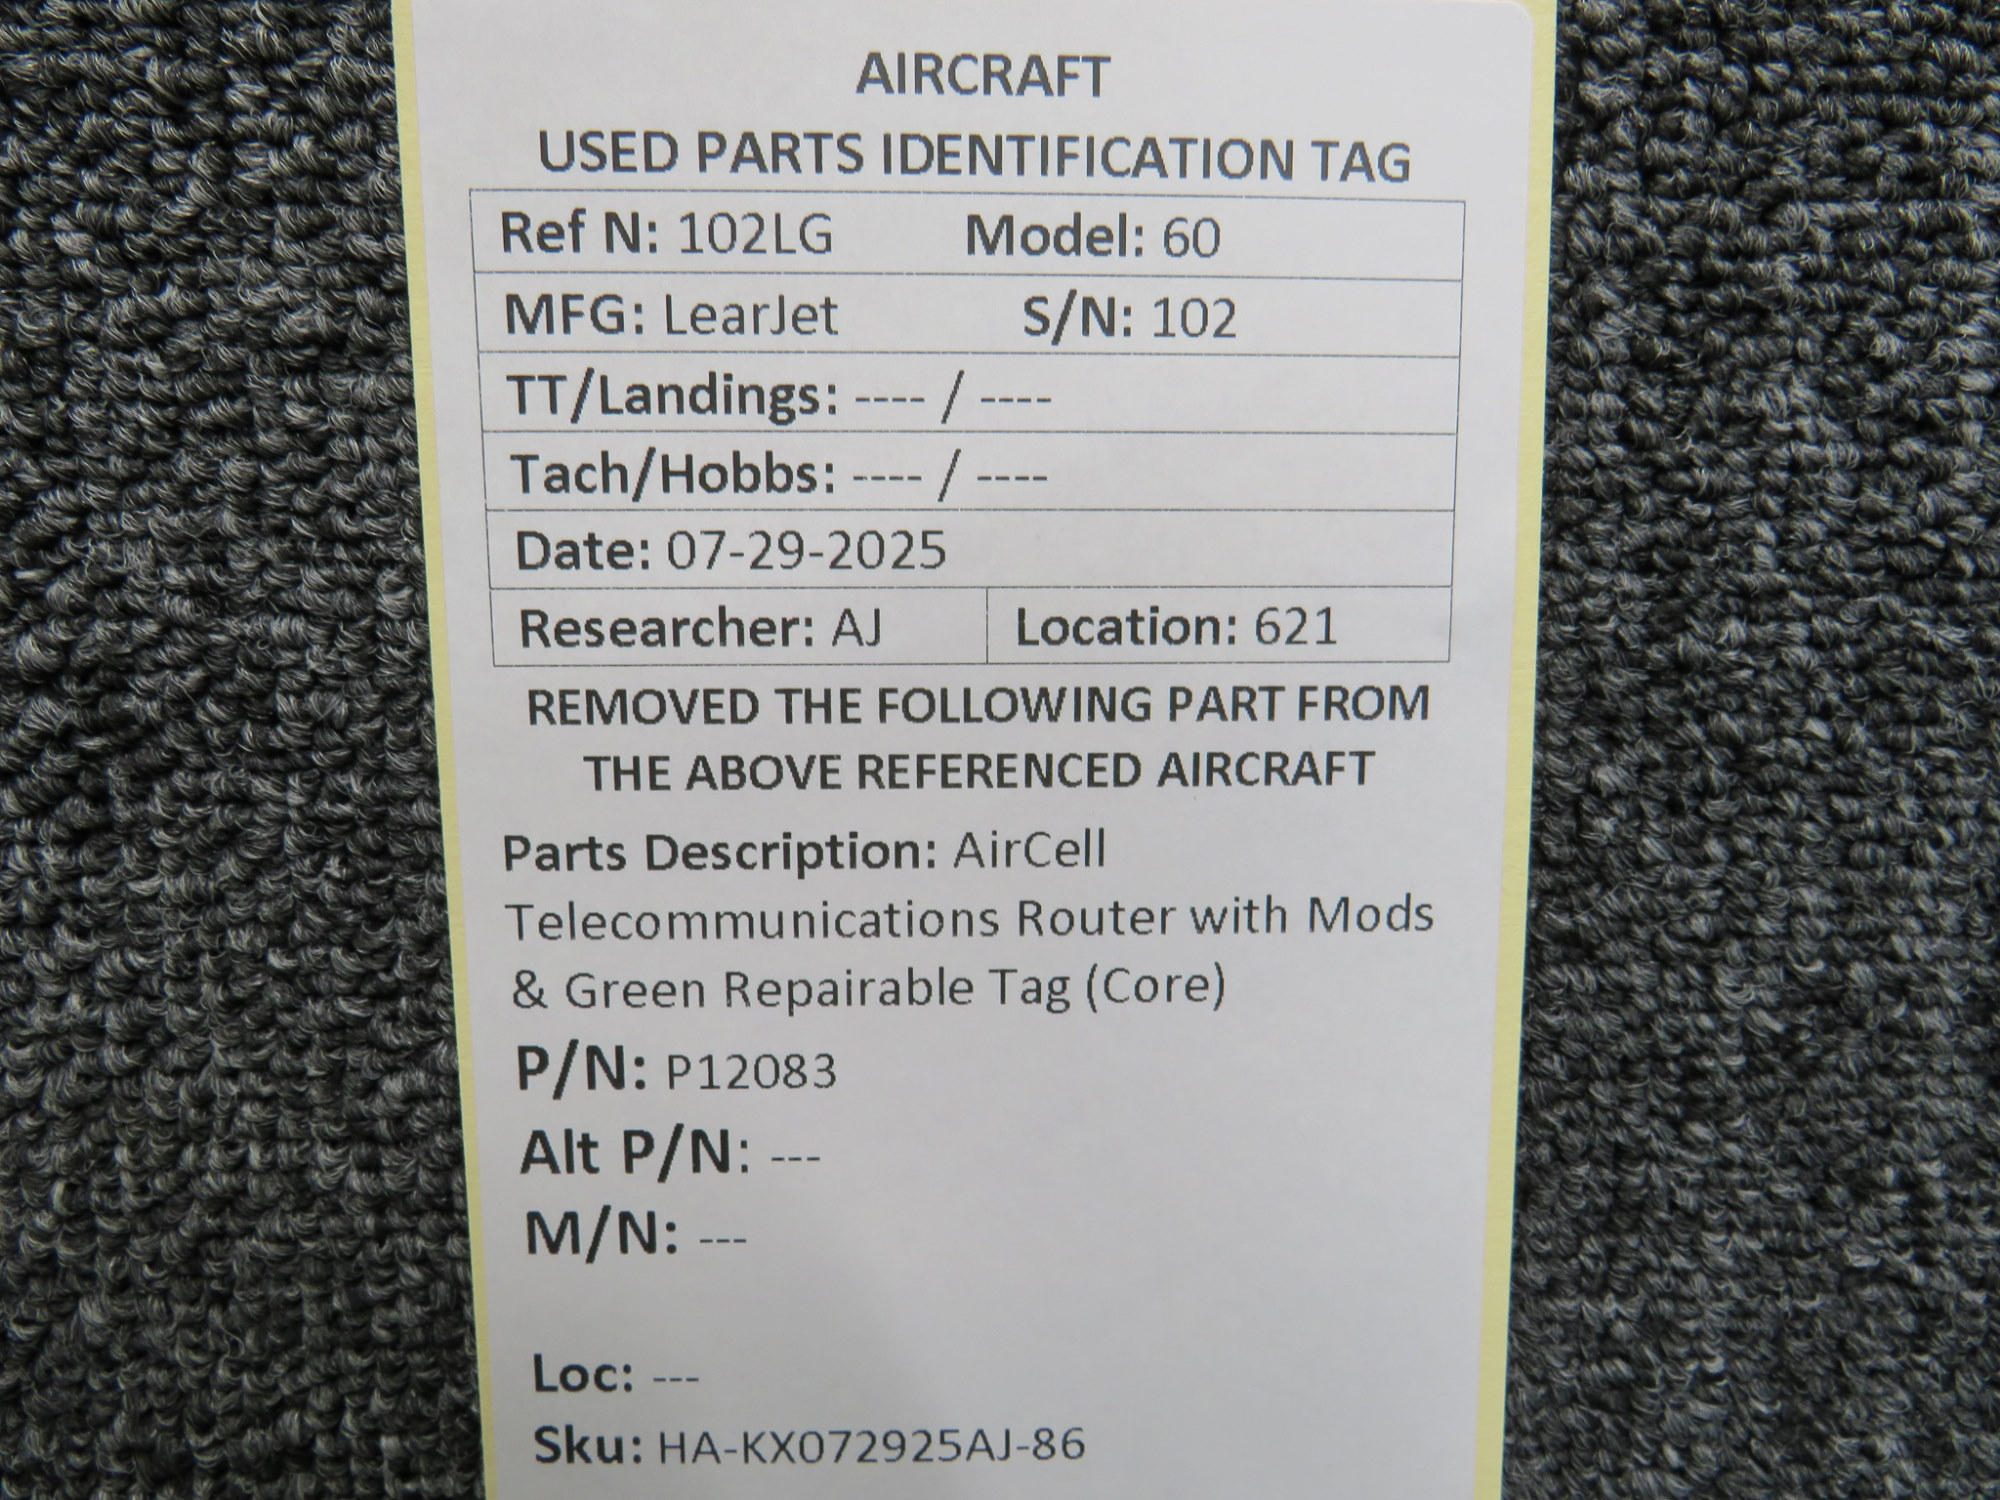 AIRCRAFT
USED PARTS IDENTIFICATION TAG
Ref N: 102LG Model: 60
MFG: LearJet S/N: 102
TT/Landings: ---- / ----
Tach/Hobbs: ---- / ----
Date: 07-29-2025
Researcher: AJ Location: 621
REMOVED THE FOLLOWING PART FROM
THE ABOVE REFERENCED AIRCRAFT
Parts Description: AirCell
Telecommunications Router with Mods
& Green Repairable Tag (Core)
P/N: P12083
Alt P/N: ---
M/N: ---
Loc: ---
Sku: HA-KX072925AJ-86